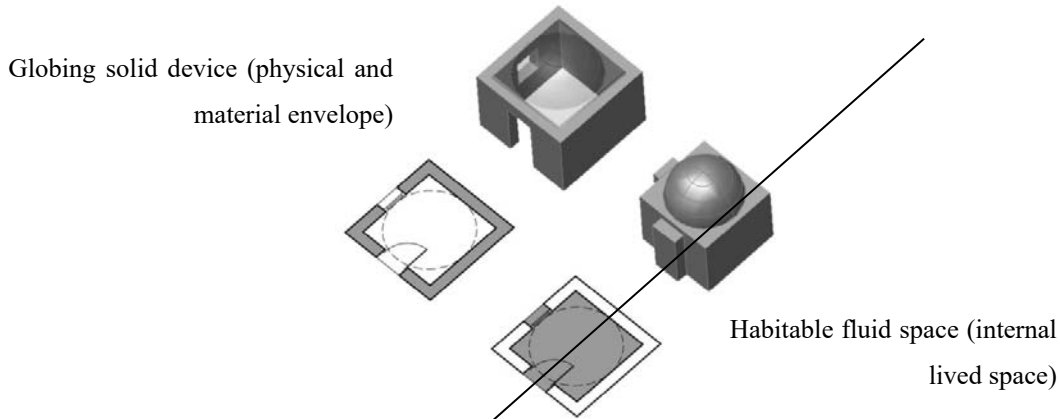 Globing solid device (physical and
material envelope)
Habitable fluid space (internal
lived space)